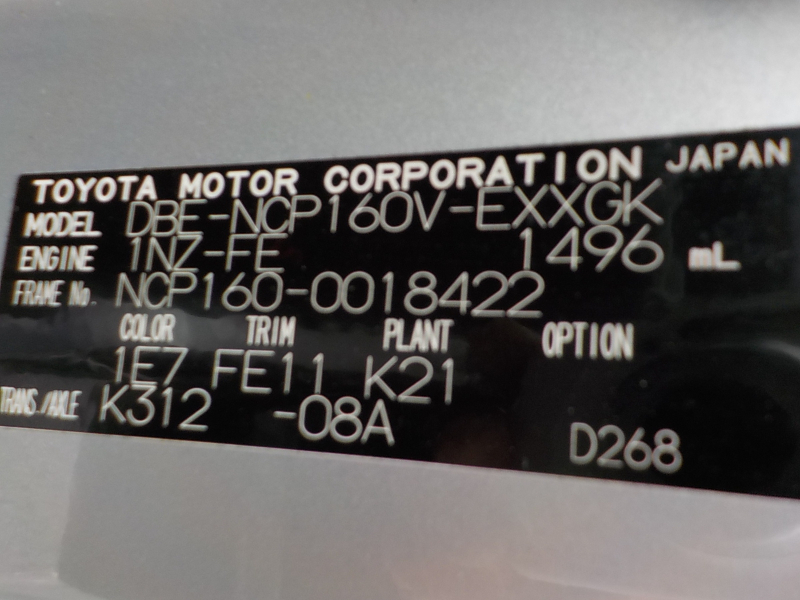 TOYOTA MOTOR CORPORATION JAPAN
MODEL DBE-NCP160V-EXXGK
ENGINE 1NZ-FE 1496 mL
FRAME No. NCP160-0018422
COLOR TRIM PLANT OPTION
1E7 FE11 K21
TRANS./AXLE K312 -08A
D268